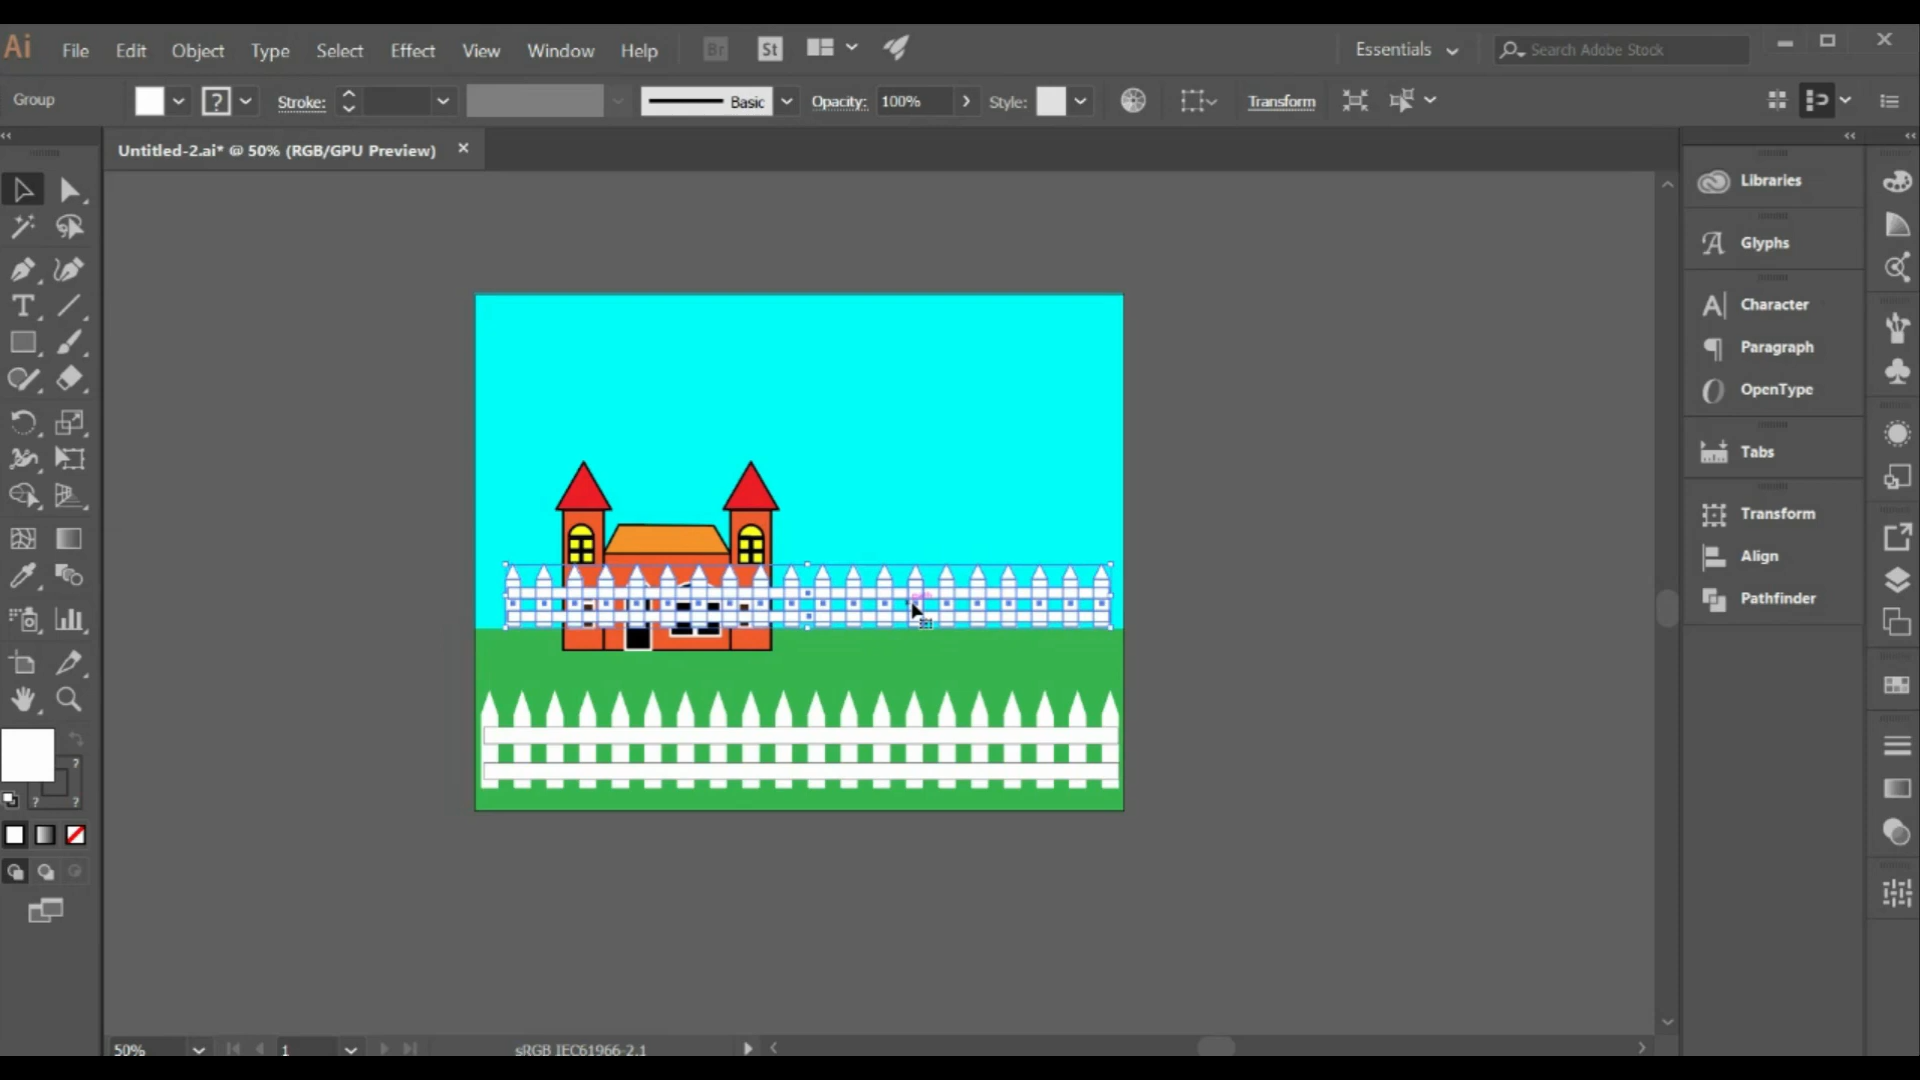 Ai File Edit Object Type Select Effect View Window Help Br St Essentials Search Adobe Stock
Group ? Stroke: Basic Opacity: 100% Style: Transform
Untitled-2.ai* @ 50% (RGB/GPU Preview)
Libraries
Glyphs
Character
Paragraph
OpenType
Tabs
Transform
Align
Pathfinder
?
? ?
50% 1 sRGB IEC61966-2.1